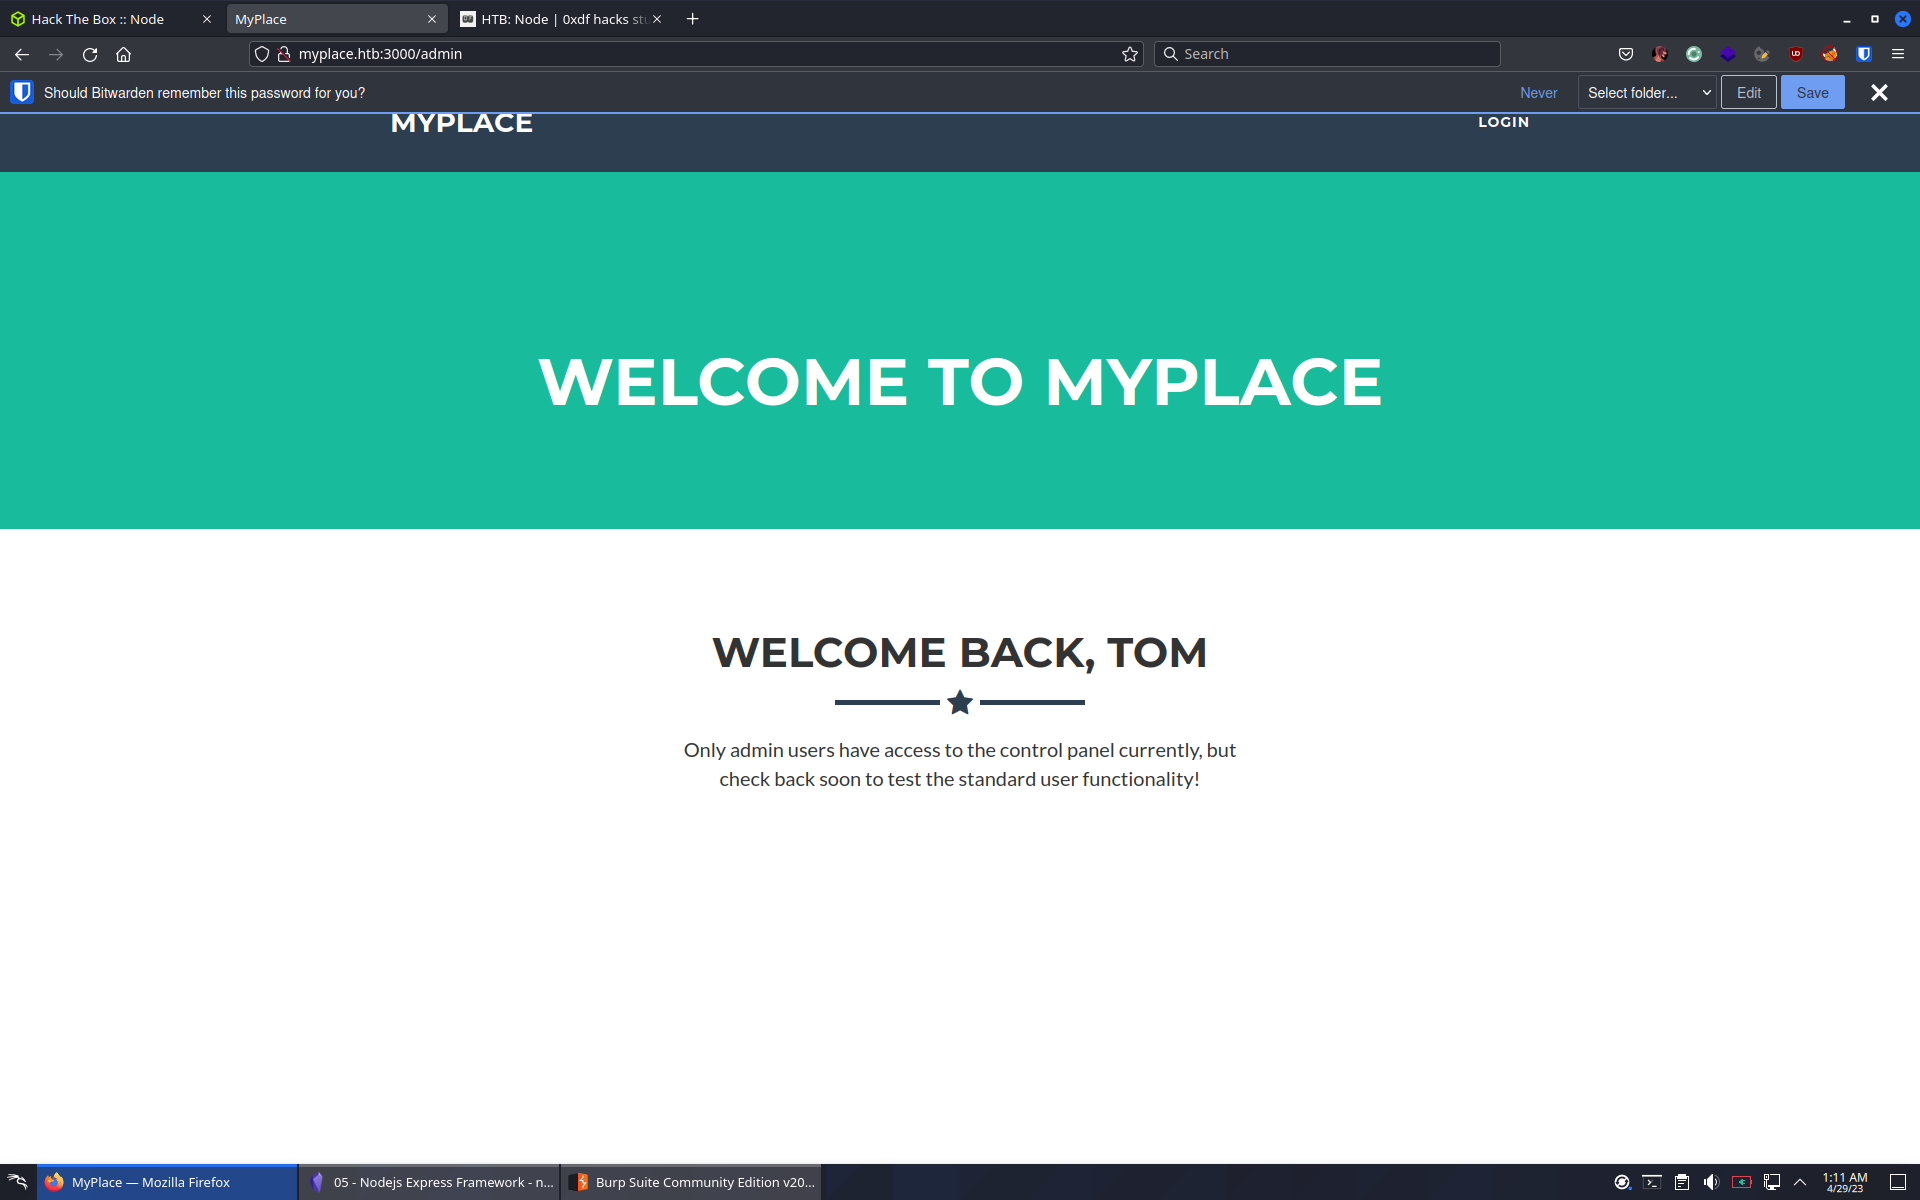 Hack The Box :: Node
MyPlace
HTB: Node | 0xdf hacks stu
myplace.htb:3000/admin
Search
Should Bitwarden remember this password for you?
Never
Select folder...
Edit
Save
MYPLACE
LOGIN
WELCOME TO MYPLACE
WELCOME BACK, TOM
Only admin users have access to the control panel currently, but
check back soon to test the standard user functionality!
MyPlace — Mozilla Firefox
05 - Nodejs Express Framework - n...
Burp Suite Community Edition v20...
1:11 AM
4/29/23